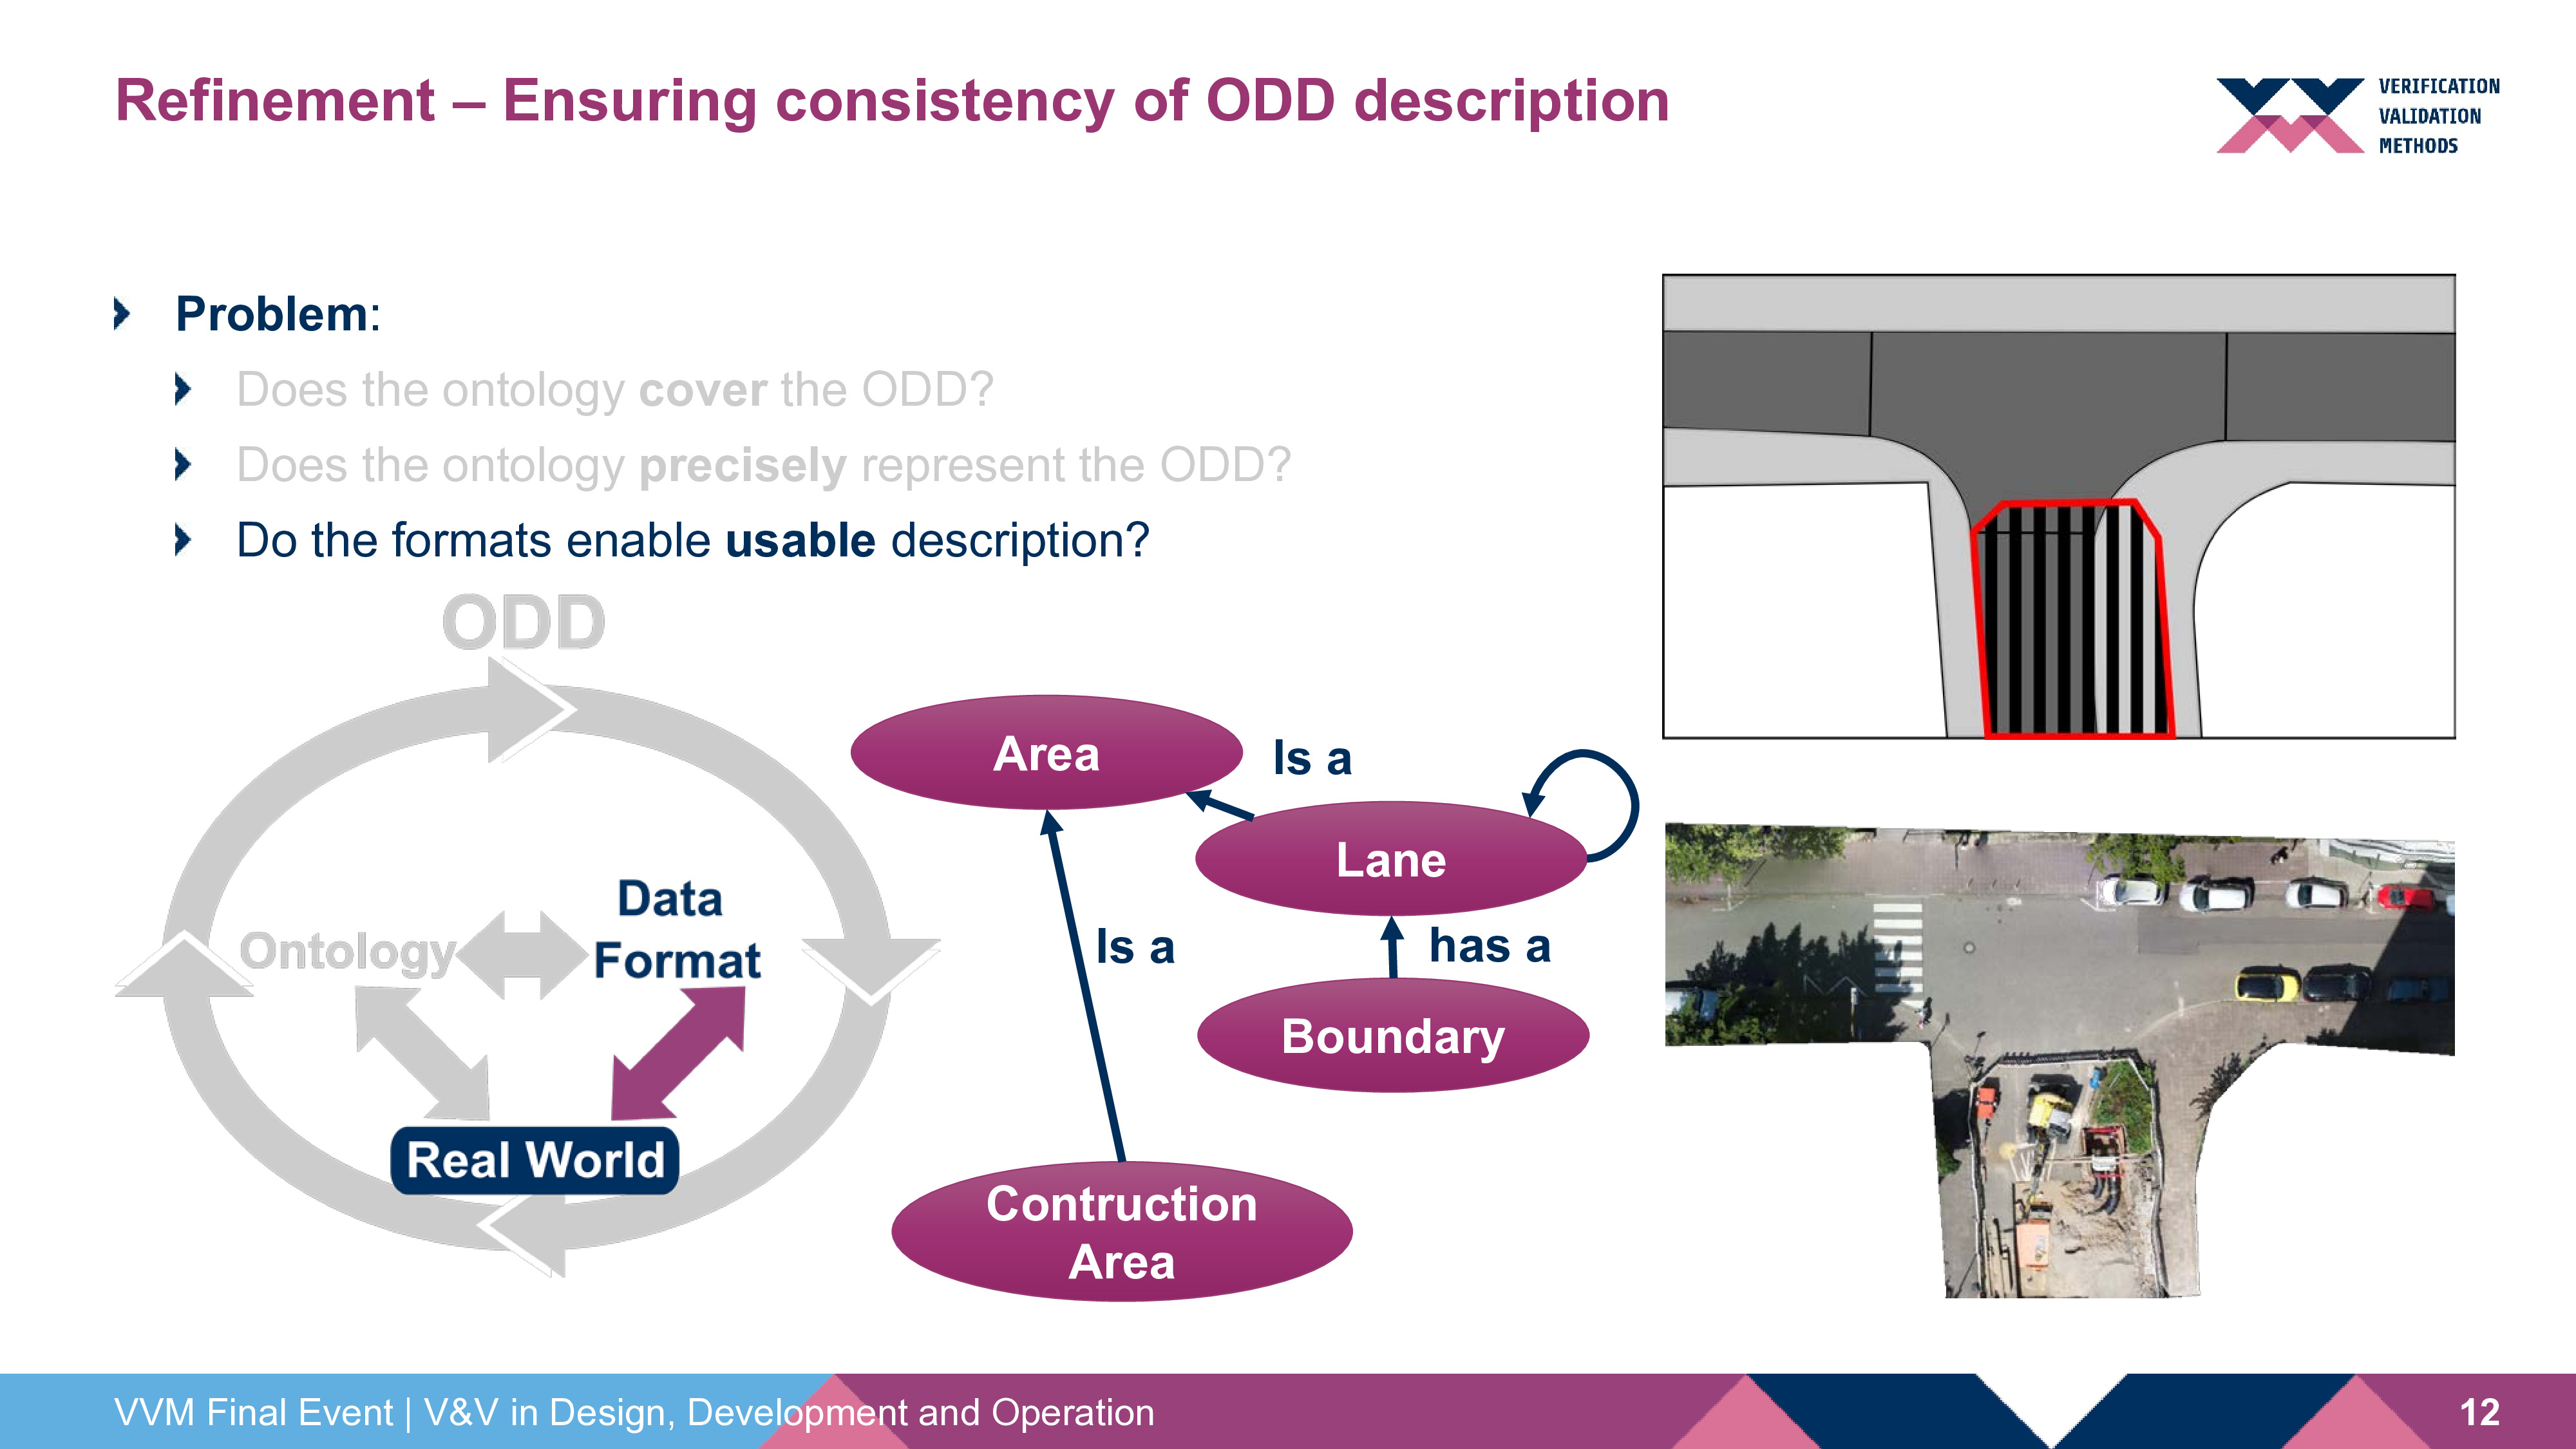 Refinement – Ensuring consistency of ODD description
VERIFICATION
VALIDATION
METHODS
Problem:
Does the ontology cover the ODD?
Does the ontology precisely represent the ODD?
Do the formats enable usable description?
ODD
Ontology
Data
Format
Real World
Area
Is a
Lane
Is a
has a
Boundary
Contruction
Area
VVM Final Event | V&V in Design, Development and Operation
12